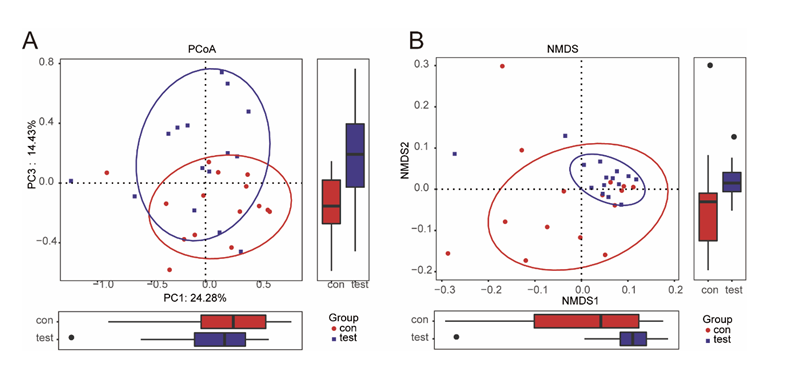 A
PCoA
PC3 : 14.43%
0.8
0.4
0.0
−0.4
−1.0
0.0
0.5
PC1: 24.28%
con test
con
test
Group
con
test
B
NMDS
NMDS2
0.3
0.2
0.1
0.0
−0.1
−0.2
−0.3
−0.2
−0.1
0.0
0.1
0.2
NMDS1
con test
con
test
Group
con
test